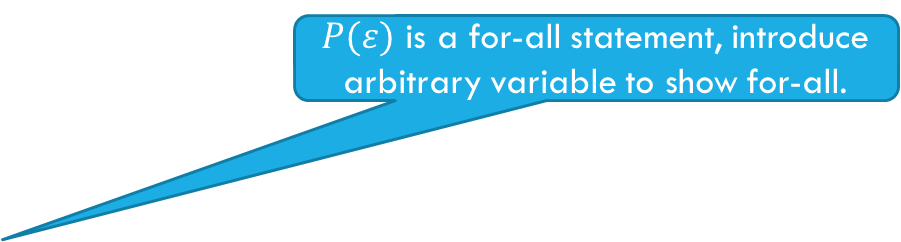 𝑃(𝜀) is a for-all statement, introduce
arbitrary variable to show for-all.